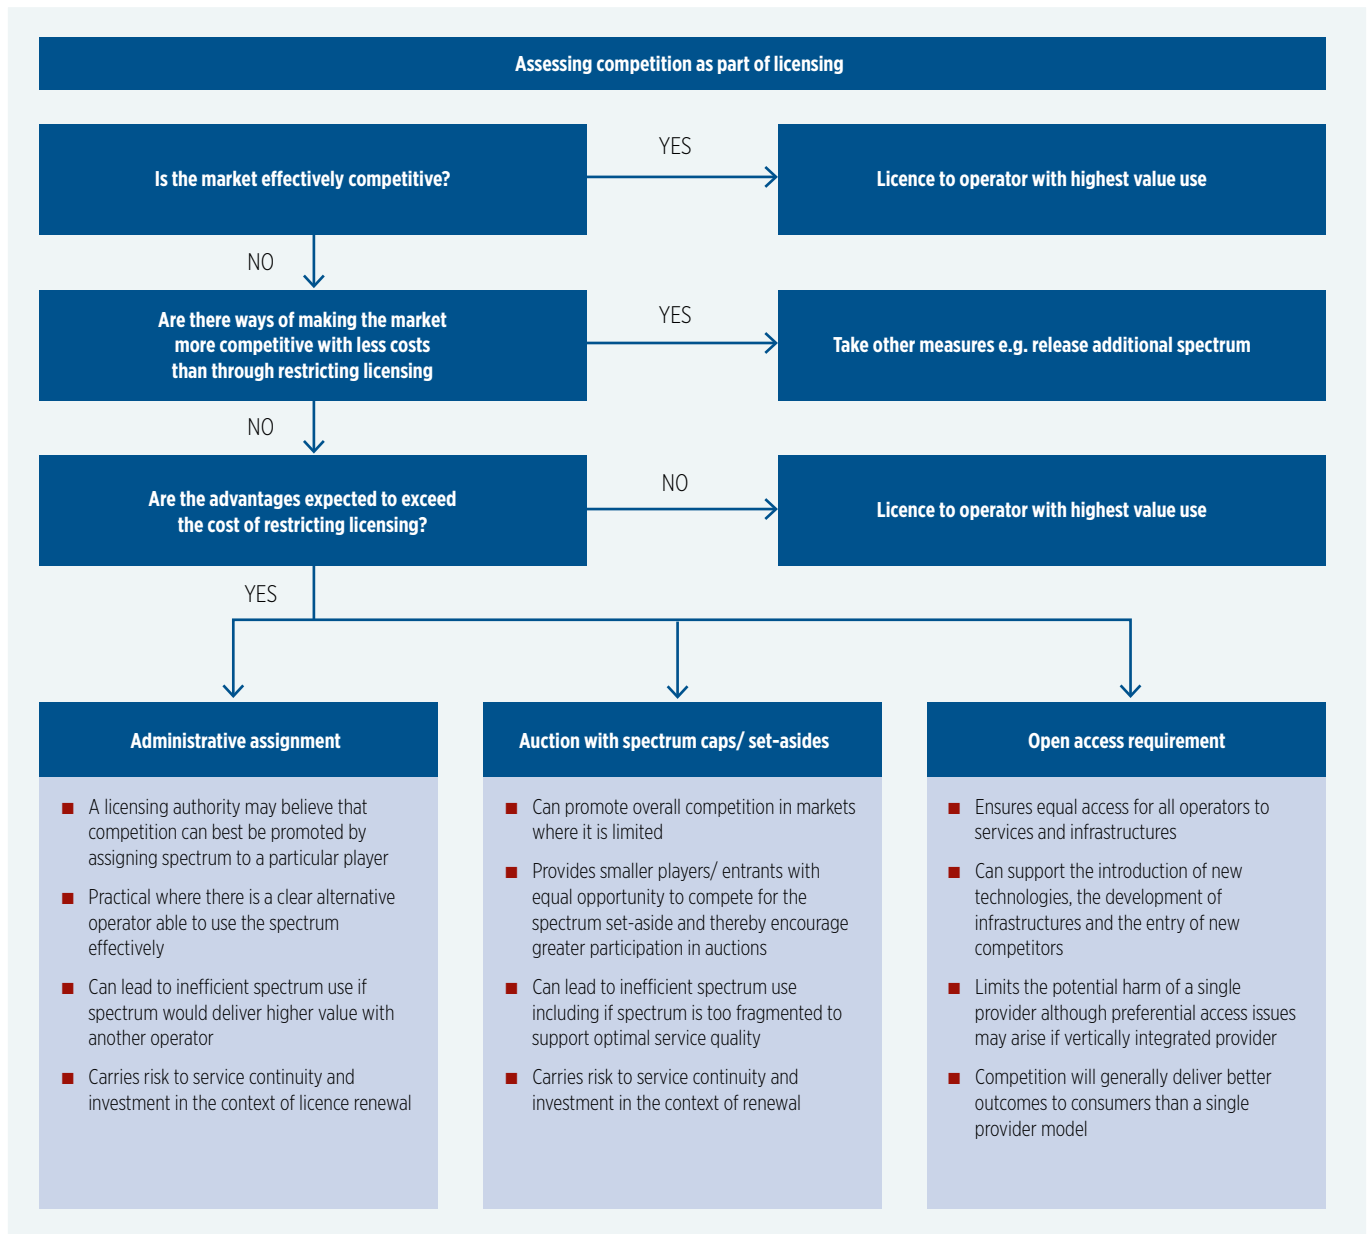 Assessing competition as part of licensing
Is the market effectively competitive?
YES
Licence to operator with highest value use
NO
Are there ways of making the market
more competitive with less costs
than through restricting licensing
YES
Take other measures e.g. release additional spectrum
NO
Are the advantages expected to exceed
the cost of restricting licensing?
NO
Licence to operator with highest value use
YES
Administrative assignment
A licensing authority may believe that
competition can best be promoted by
assigning spectrum to a particular player
Practical where there is a clear alternative
operator able to use the spectrum
effectively
Can lead to inefficient spectrum use if
spectrum would deliver higher value with
another operator
Carries risk to service continuity and
investment in the context of licence renewal
Auction with spectrum caps/ set-asides
Can promote overall competition in markets
where it is limited
Provides smaller players/ entrants with
equal opportunity to compete for the
spectrum set-aside and thereby encourage
greater participation in auctions
Can lead to inefficient spectrum use
including if spectrum is too fragmented to
support optimal service quality
Carries risk to service continuity and
investment in the context of renewal
Open access requirement
Ensures equal access for all operators to
services and infrastructures
Can support the introduction of new
technologies, the development of
infrastructures and the entry of new
competitors
Limits the potential harm of a single
provider although preferential access issues
may arise if vertically integrated provider
Competition will generally deliver better
outcomes to consumers than a single
provider model